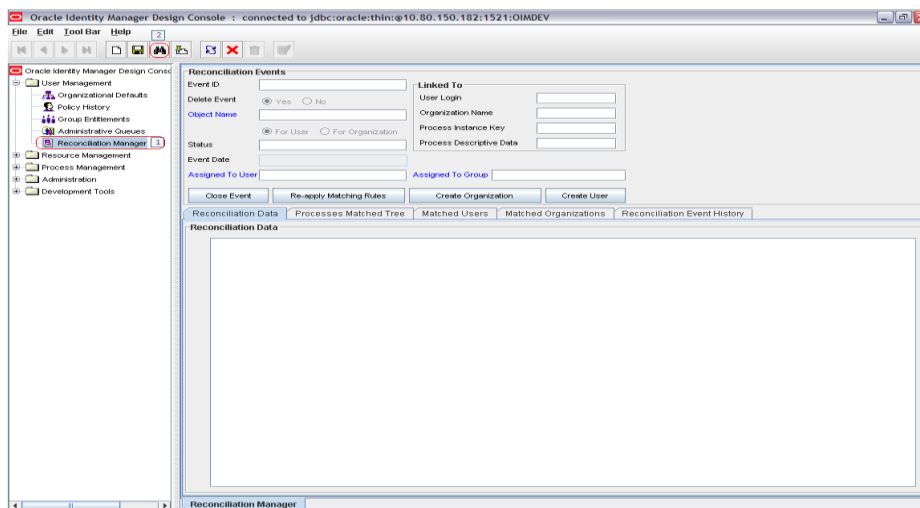 Oracle Identity Manager Design Console : connected to jdbc:oracle:thin:@10.80.150.182:1521:OIMDEV
File Edit Tool Bar Help 2
Oracle Identity Manager Design Consc
User Management
Organizational Defaults
Policy History
Group Entitlements
Administrative Queues
Reconciliation Manager 1
Resource Management
Process Management
Administration
Development Tools
Reconciliation Events
Event ID
Delete Event Yes No
Object Name
For User For Organization
Status
Event Date
Assigned To User Assigned To Group
Linked To
User Login
Organization Name
Process Instance Key
Process Descriptive Data
Close Event Re-apply Matching Rules Create Organization Create User
Reconciliation Data Processes Matched Tree Matched Users Matched Organizations Reconciliation Event History
Reconciliation Data
Reconciliation Manager